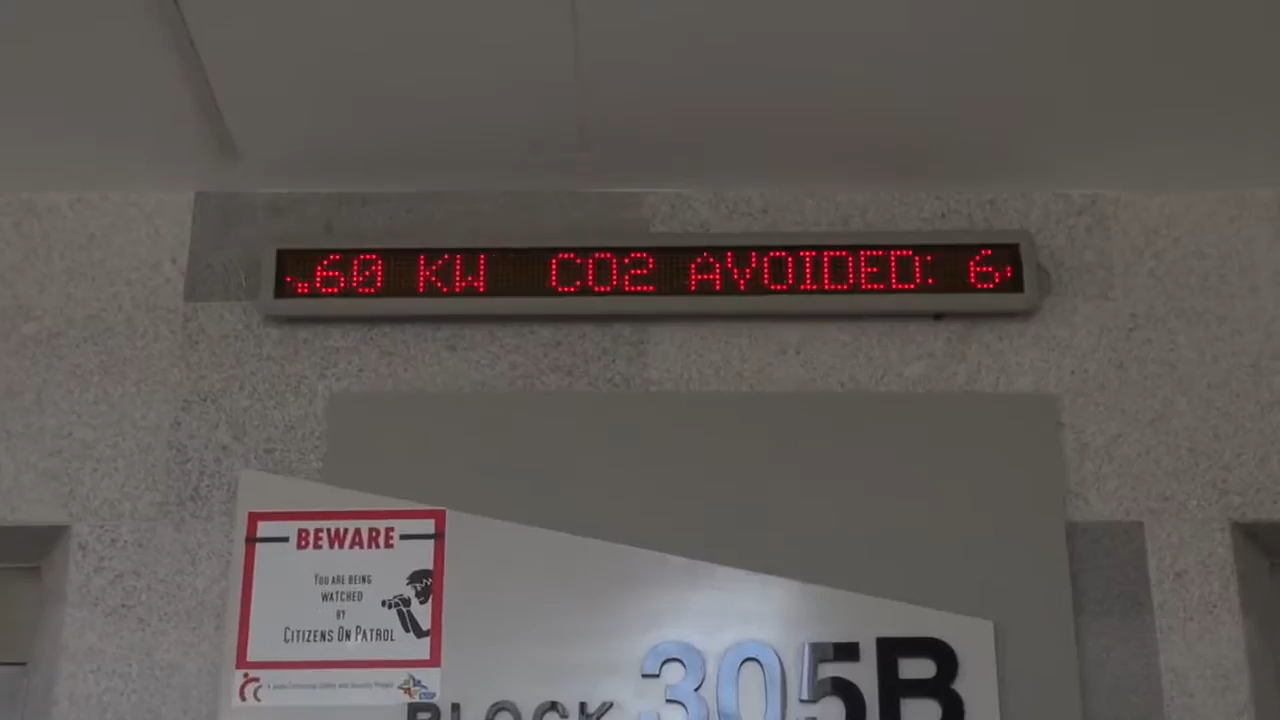 60 KW CO2 AVOIDED: 6
BEWARE
YOU ARE BEING
WATCHED
BY
CITIZENS ON PATROL
BLOCK 305B